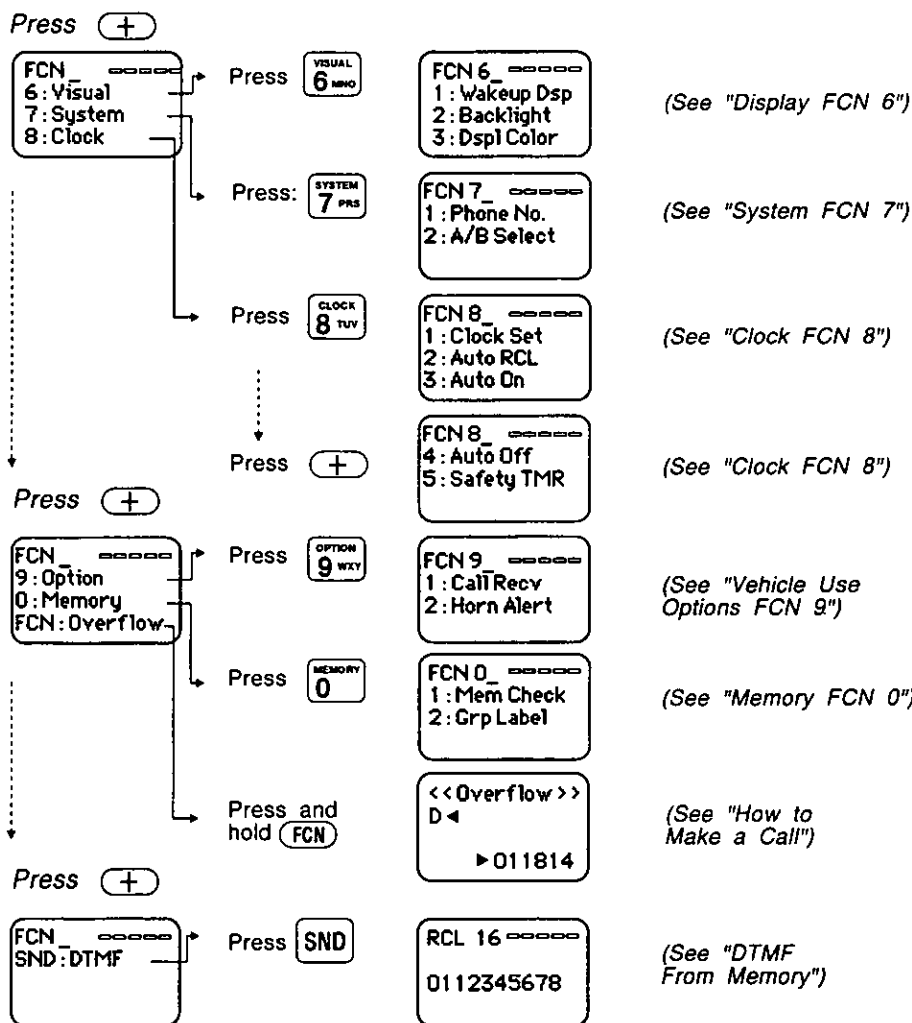 Press +
FCN_
6:Visual
7:System
8:Clock
Press VISUAL 6 MNO
FCN 6_
1:Wakeup Dsp
2:Backlight
3:Dspl Color
(See "Display FCN 6")
Press: SYSTEM 7 PRS
FCN 7_
1:Phone No.
2:A/B Select
(See "System FCN 7")
Press CLOCK 8 TUV
FCN 8_
1:Clock Set
2:Auto RCL
3:Auto On
(See "Clock FCN 8")
Press +
FCN 8_
4:Auto Off
5:Safety TMR
(See "Clock FCN 8")
Press +
FCN_
9:Option
0:Memory
FCN:Overflow
Press OPTION 9 WXY
FCN 9_
1:Call Recv
2:Horn Alert
(See "Vehicle Use
Options FCN 9")
Press MEMORY 0
FCN 0_
1:Mem Check
2:Grp Label
(See "Memory FCN 0")
Press and
hold FCN
<<Overflow>>
D◄
►011814
(See "How to
Make a Call")
Press +
FCN_
SND:DTMF
Press SND
RCL 16
0112345678
(See "DTMF
From Memory")